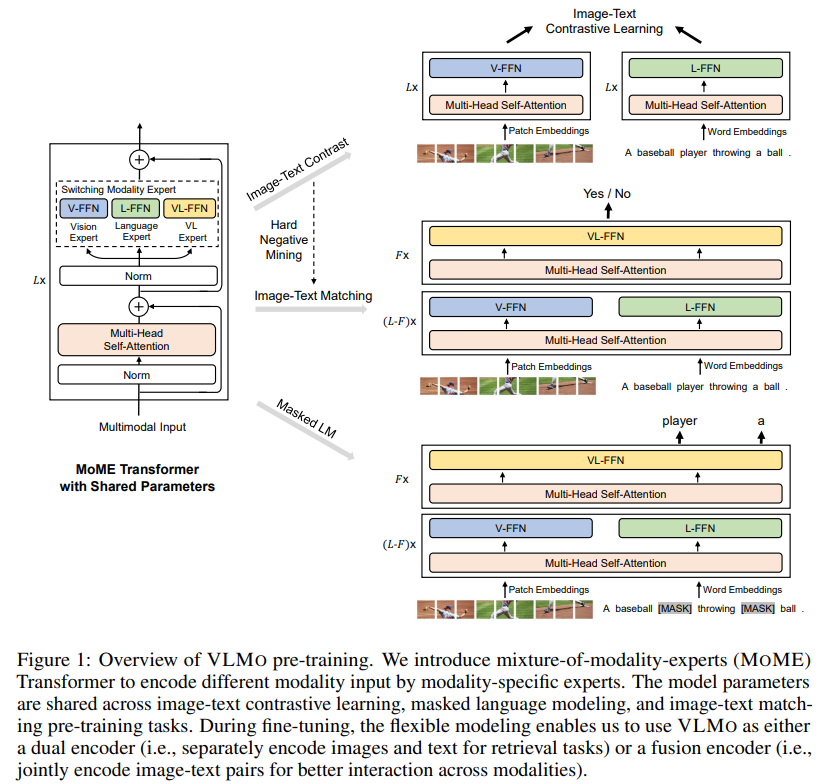 Image-Text
Contrastive Learning
V-FFN
L-FFN
Lx
Multi-Head Self-Attention
Lx
Multi-Head Self-Attention
Patch Embeddings
Word Embeddings
A baseball player throwing a ball .
Switching Modality Expert
V-FFN
L-FFN
VL-FFN
Vision
Expert
Language
Expert
VL
Expert
Norm
Lx
Multi-Head
Self-Attention
Norm
Multimodal Input
MoME Transformer
with Shared Parameters
Image-Text Contrast
Hard
Negative
Mining
Image-Text Matching
Masked LM
Yes / No
VL-FFN
Fx
Multi-Head Self-Attention
V-FFN
L-FFN
(L-F)x
Multi-Head Self-Attention
Patch Embeddings
Word Embeddings
A baseball player throwing a ball .
player
a
VL-FFN
Fx
Multi-Head Self-Attention
V-FFN
L-FFN
(L-F)x
Multi-Head Self-Attention
Patch Embeddings
Word Embeddings
A baseball [MASK] throwing [MASK] ball .
Figure 1: Overview of VLMO pre-training. We introduce mixture-of-modality-experts (MOME)
Transformer to encode different modality input by modality-specific experts. The model parameters
are shared across image-text contrastive learning, masked language modeling, and image-text match-
ing pre-training tasks. During fine-tuning, the flexible modeling enables us to use VLMO as either
a dual encoder (i.e., separately encode images and text for retrieval tasks) or a fusion encoder (i.e.,
jointly encode image-text pairs for better interaction across modalities).